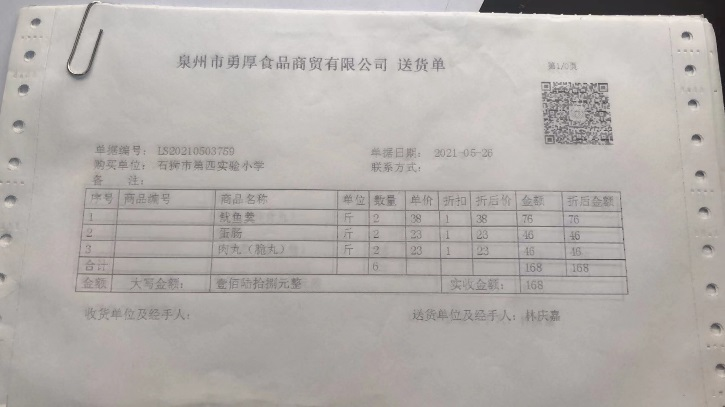 泉州市勇厚食品商贸有限公司 送货单
第1/1页
单据编号： LS20210503759 单据日期： 2021-05-26
购买单位： 石狮市第四实验小学 联系方式：
备 注：
序号 商品编号 商品名称 单位 数量 单价 折扣 折后价 金额 折后金额
1 鱿鱼羹 斤 2 38 1 38 76 76
2 蛋肠 斤 2 23 1 23 46 46
3 肉丸（脆丸） 斤 2 23 1 23 46 46
合计 6 168 168
金额 大写金额： 壹佰陆拾捌元整 实收金额： 168
收货单位及经手人： 送货单位及经手人：林庆嘉